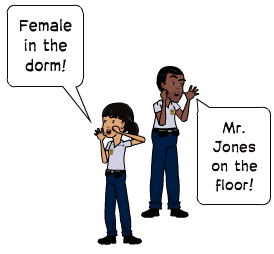 Female
in the
dorm!
Mr.
Jones
on the
floor!